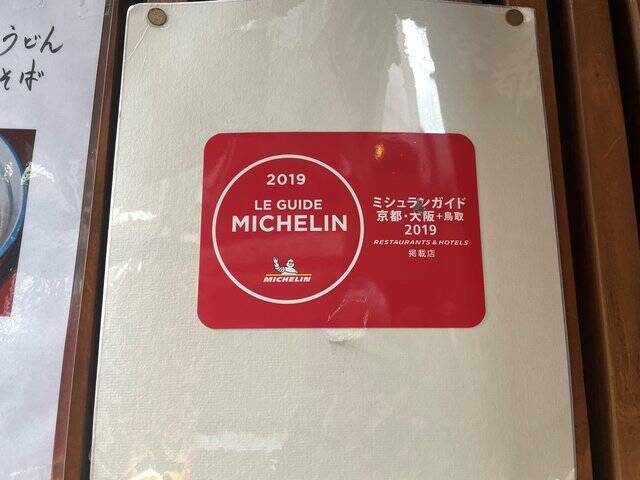 うどん
そば
2019
LE GUIDE
MICHELIN
MICHELIN
ミシュランガイド
京都・大阪+鳥取
2019
RESTAURANTS & HOTELS
掲載店